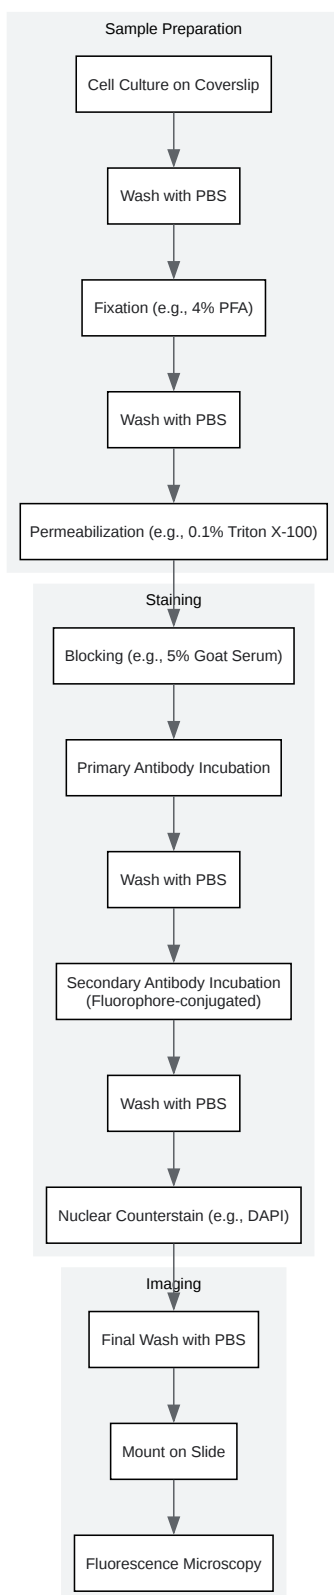 Sample Preparation
Cell Culture on Coverslip
Wash with PBS
Fixation (e.g., 4% PFA)
Wash with PBS
Permeabilization (e.g., 0.1% Triton X-100)
Staining
Blocking (e.g., 5% Goat Serum)
Primary Antibody Incubation
Wash with PBS
Secondary Antibody Incubation
(Fluorophore-conjugated)
Wash with PBS
Nuclear Counterstain (e.g., DAPI)
Imaging
Final Wash with PBS
Mount on Slide
Fluorescence Microscopy